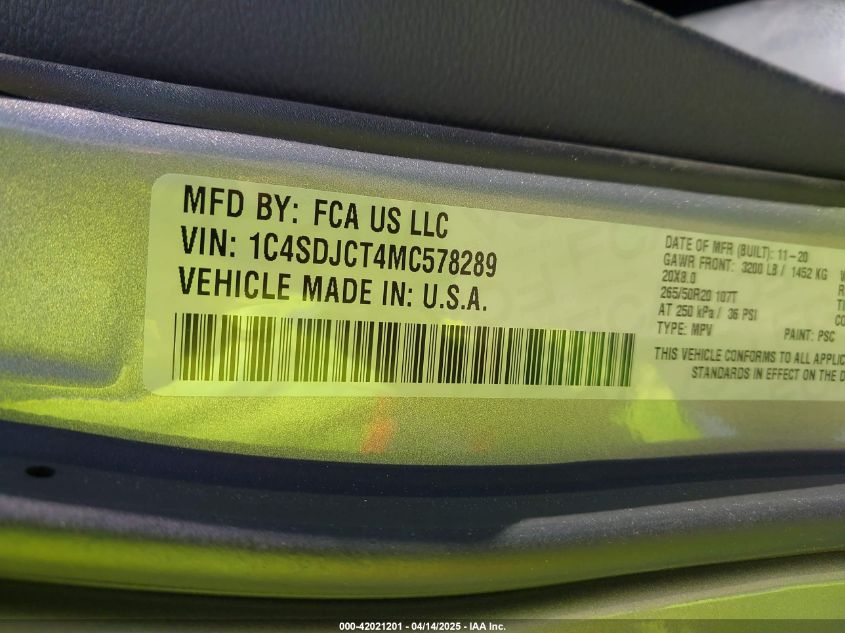 MFD BY: FCA US LLC
VIN: 1C4SDJCT4MC578289
VEHICLE MADE IN: U.S.A.
DATE OF MFR (BUILT): 11-20
GAWR FRONT: 3200 LB / 1452 KG W
20X8.0 R
265/50R20 107T TI
AT 250 kPa / 36 PSI CO
TYPE: MPV PAINT: PSC
THIS VEHICLE CONFORMS TO ALL APPLIC
STANDARDS IN EFFECT ON THE D
000-42021201 - 04/14/2025 - IAA Inc.